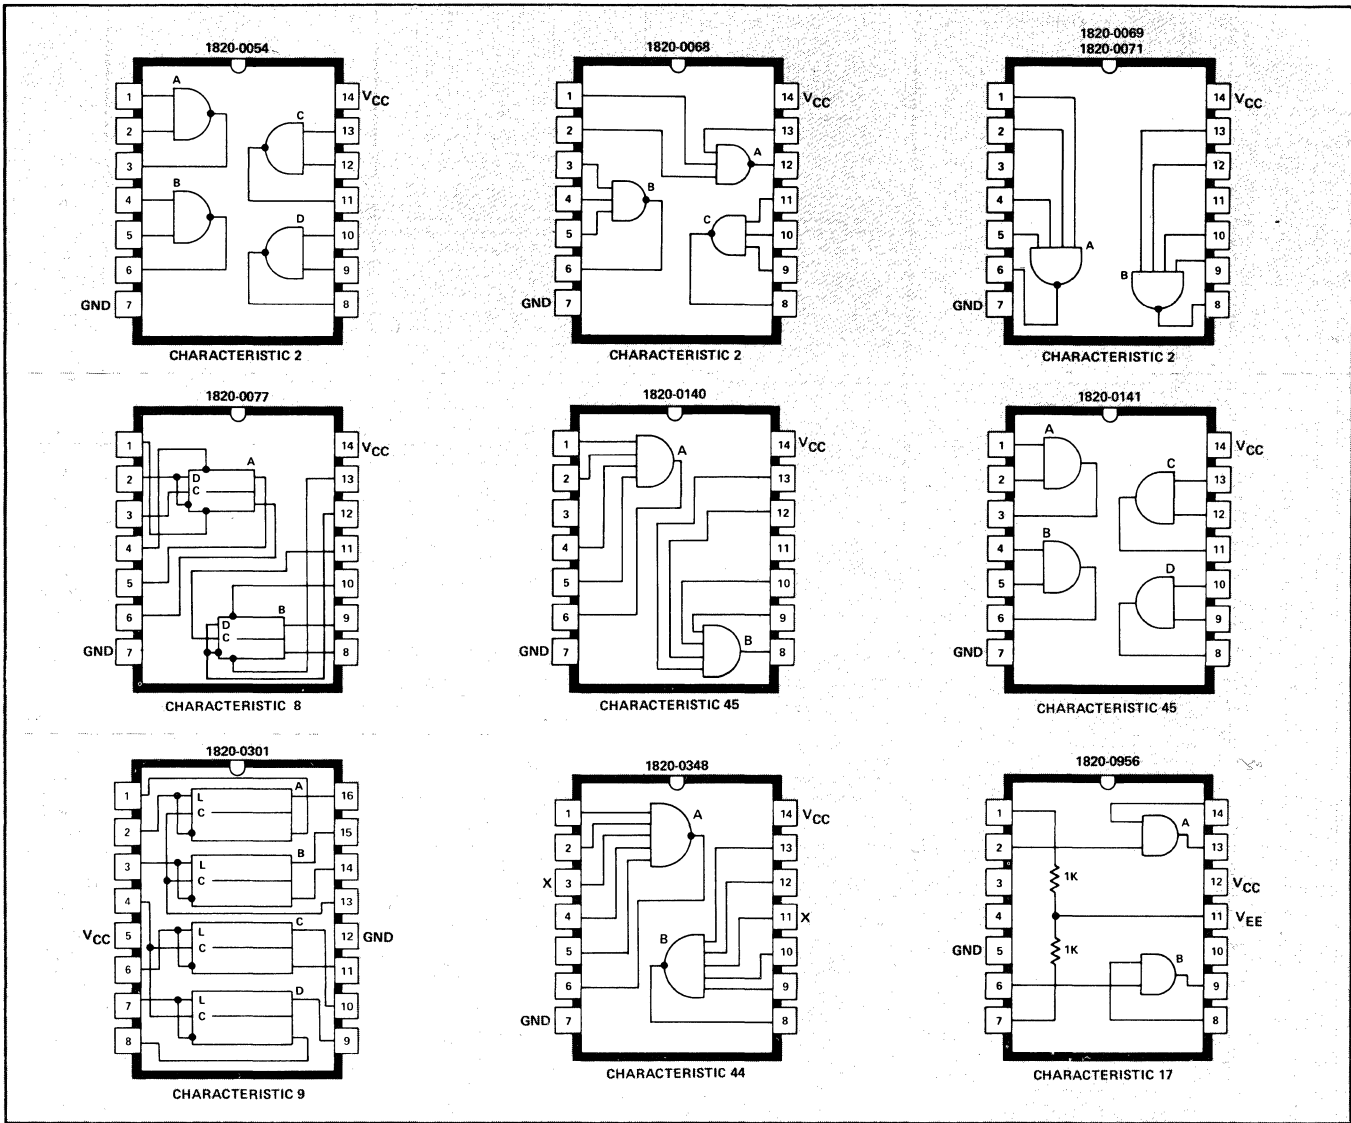 1820-0054
A
1
2
3
B
4
5
6
GND 7
14 VCC
C
13
12
11
D
10
9
8
CHARACTERISTIC 2
1820-0068
1
2
3
4
B
5
6
GND 7
14 VCC
13
A
12
11
C
10
9
8
CHARACTERISTIC 2
1820-0069
1820-0071
1
2
3
4
5
A
6
GND 7
14 VCC
13
12
11
10
9
B
8
CHARACTERISTIC 2
1820-0077
1
A
2
D
C
3
4
5
6
GND 7
14 VCC
13
12
11
10
B
9
D
C
8
CHARACTERISTIC 8
1820-0140
1
A
2
3
4
5
6
GND 7
14 VCC
13
12
11
10
9
B
8
CHARACTERISTIC 45
1820-0141
A
1
2
3
B
4
5
6
GND 7
14 VCC
C
13
12
11
D
10
9
8
CHARACTERISTIC 45
1820-0301
1
2
3
4
VCC 5
6
7
8
A
L
C
B
L
C
C
L
C
D
L
C
16
15
14
13
12 GND
11
10
9
CHARACTERISTIC 9
1820-0348
1
A
2
X 3
4
5
6
GND 7
14 VCC
13
12
11 X
B
10
9
8
CHARACTERISTIC 44
1820-0956
1
2
3
4
GND 5
6
7
1K
1K
14
A
13
12 VCC
11 VEE
10
B
9
8
CHARACTERISTIC 17